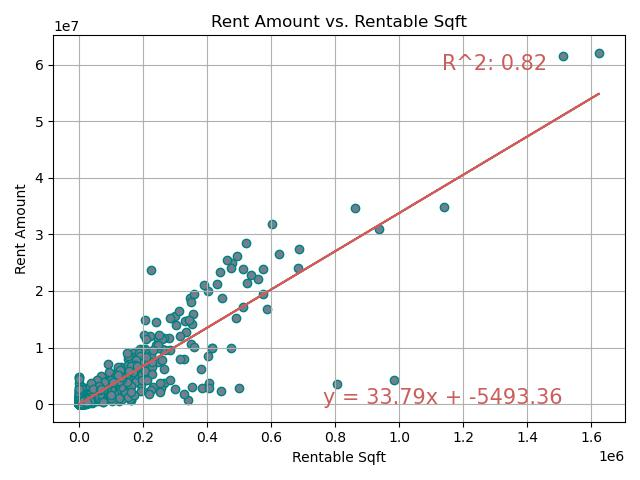 Rent Amount vs. Rentable Sqft
1e7
R^2: 0.82
6
5
4
3
2
1
0
Rent Amount
y = 33.79x + -5493.36
0.0 0.2 0.4 0.6 0.8 1.0 1.2 1.4 1.6
1e6
Rentable Sqft